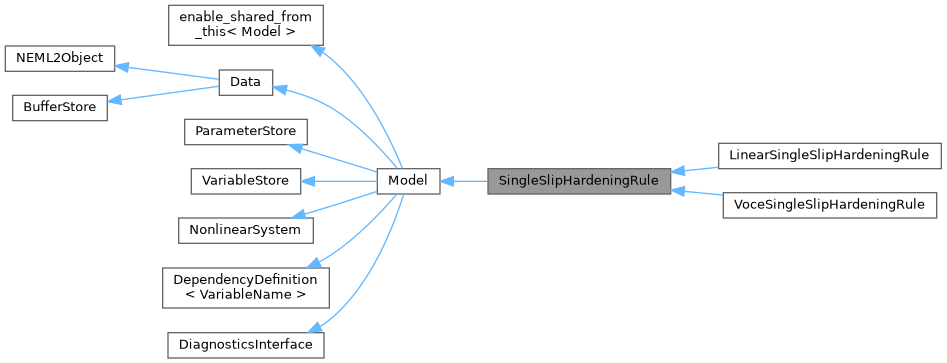 enable_shared_from
_this< Model >
NEML2Object
Data
BufferStore
ParameterStore
LinearSingleSlipHardeningRule
VariableStore
Model
SingleSlipHardeningRule
VoceSingleSlipHardeningRule
NonlinearSystem
DependencyDefinition
< VariableName >
DiagnosticsInterface